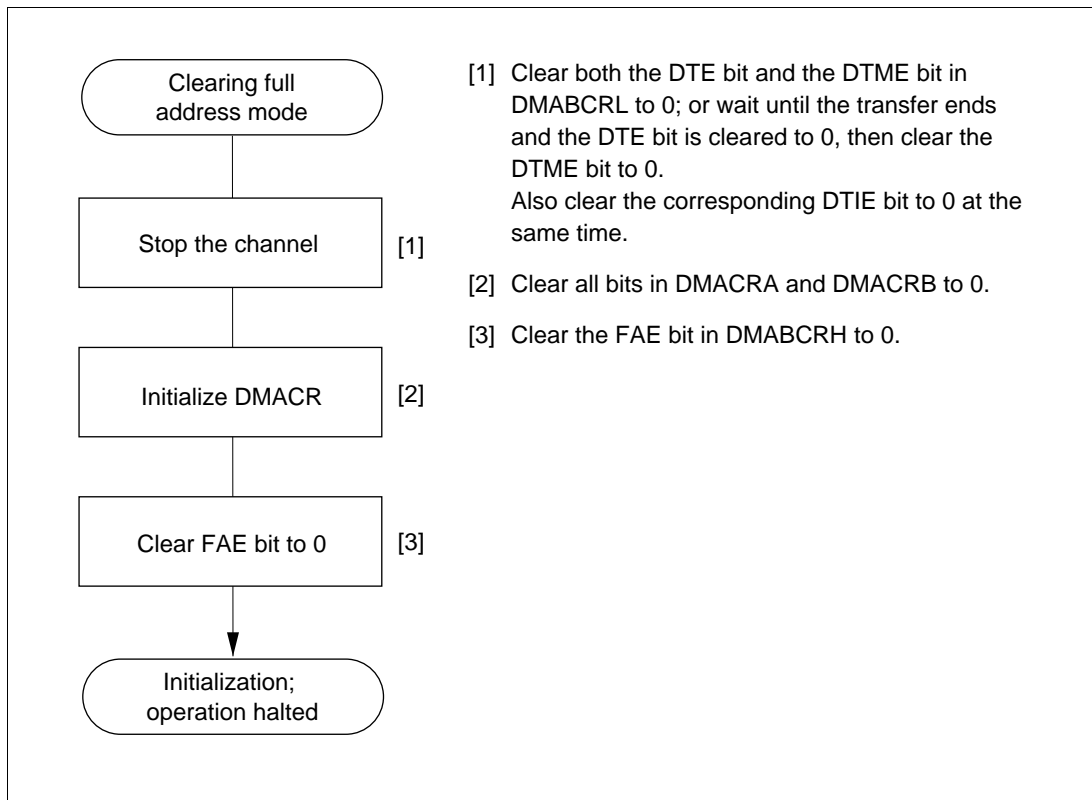 Clearing full
address mode
Stop the channel
[1]
Initialize DMACR
[2]
Clear FAE bit to 0
[3]
Initialization;
operation halted
[1] Clear both the DTE bit and the DTME bit in
DMABCRL to 0; or wait until the transfer ends
and the DTE bit is cleared to 0, then clear the
DTME bit to 0.
Also clear the corresponding DTIE bit to 0 at the
same time.
[2] Clear all bits in DMACRA and DMACRB to 0.
[3] Clear the FAE bit in DMABCRH to 0.